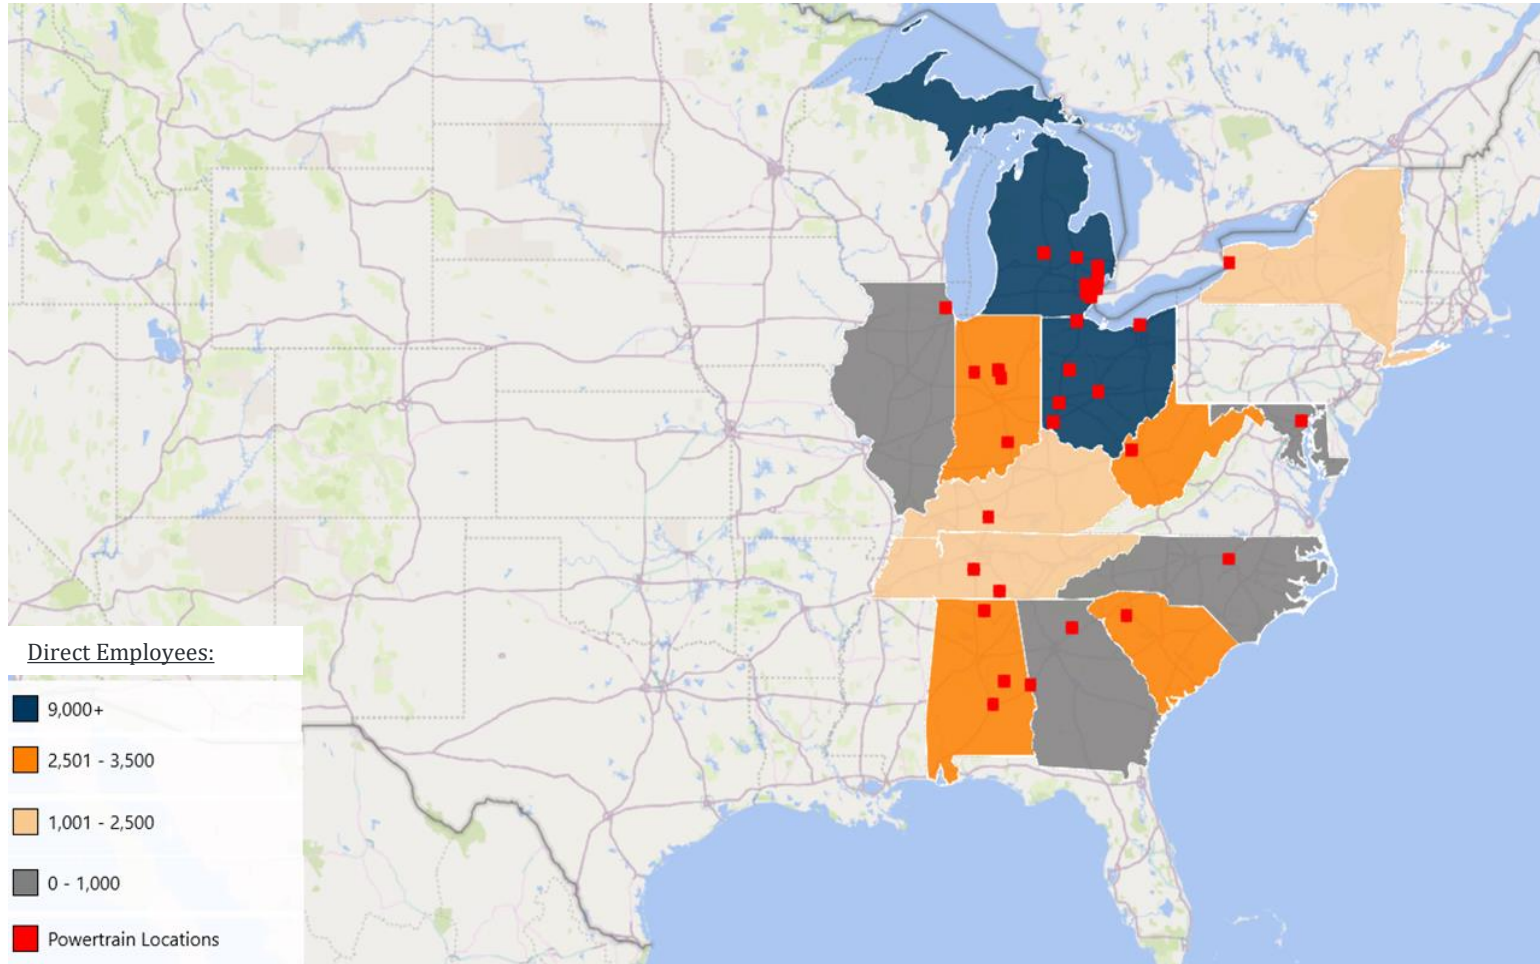 Direct Employees:
9,000+
2,501 - 3,500
1,001 - 2,500
0 - 1,000
Powertrain Locations